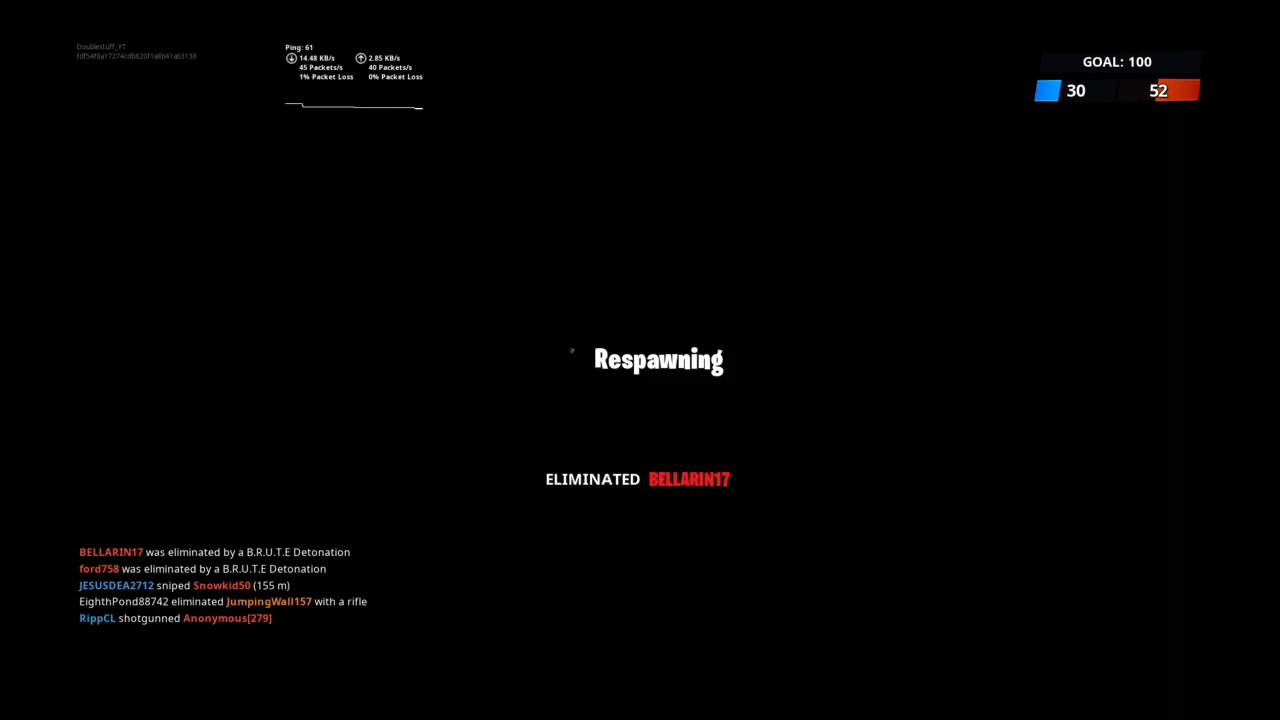 Doublestuff_YT
Ping: 61
14.48 KB/s 2.85 KB/s
45 Packets/s 40 Packets/s
1% Packet Loss 0% Packet Loss
GOAL: 100
30 52
Respawning
ELIMINATED BELLARIN17
BELLARIN17 was eliminated by a B.R.U.T.E Detonation
ford758 was eliminated by a B.R.U.T.E Detonation
JESUSDEA2712 sniped Snowkid50 (155 m)
EighthPond88742 eliminated JumpingWall157 with a rifle
RippCL shotgunned Anonymous[279]